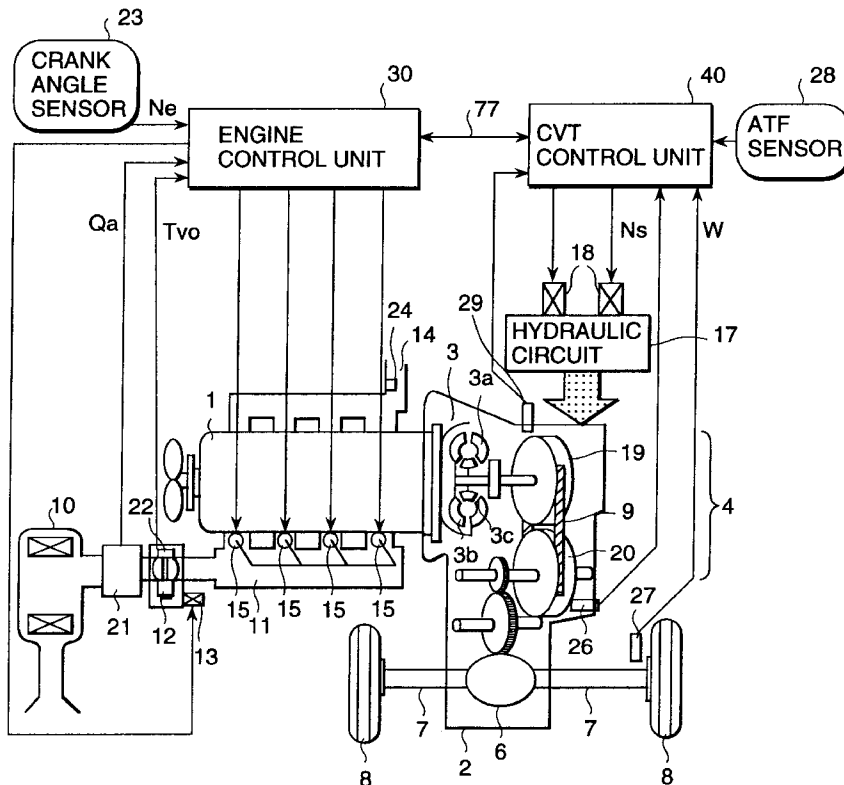 23
CRANK
ANGLE
SENSOR
Ne
30
ENGINE
CONTROL UNIT
77
40
CVT
CONTROL UNIT
28
ATF
SENSOR
Qa
Tvo
Ns
W
18
HYDRAULIC
CIRCUIT
17
24
14
29
3
3a
1
19
4
9
10
22
3b
3c
20
15
15
15
15
21
12
13
11
26
27
7
7
8
6
2
8